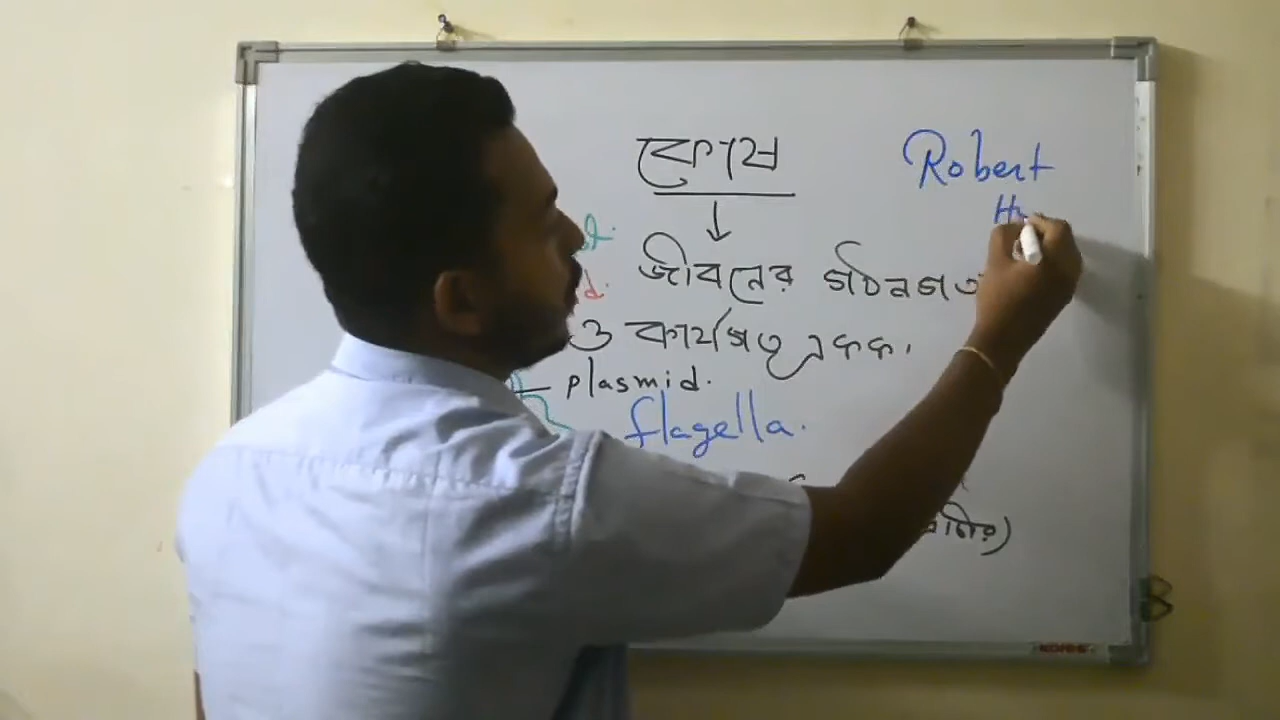 কোষ
Robert
জীবনের গঠনগত
ও কার্যগত একক.
plasmid.
flagella.